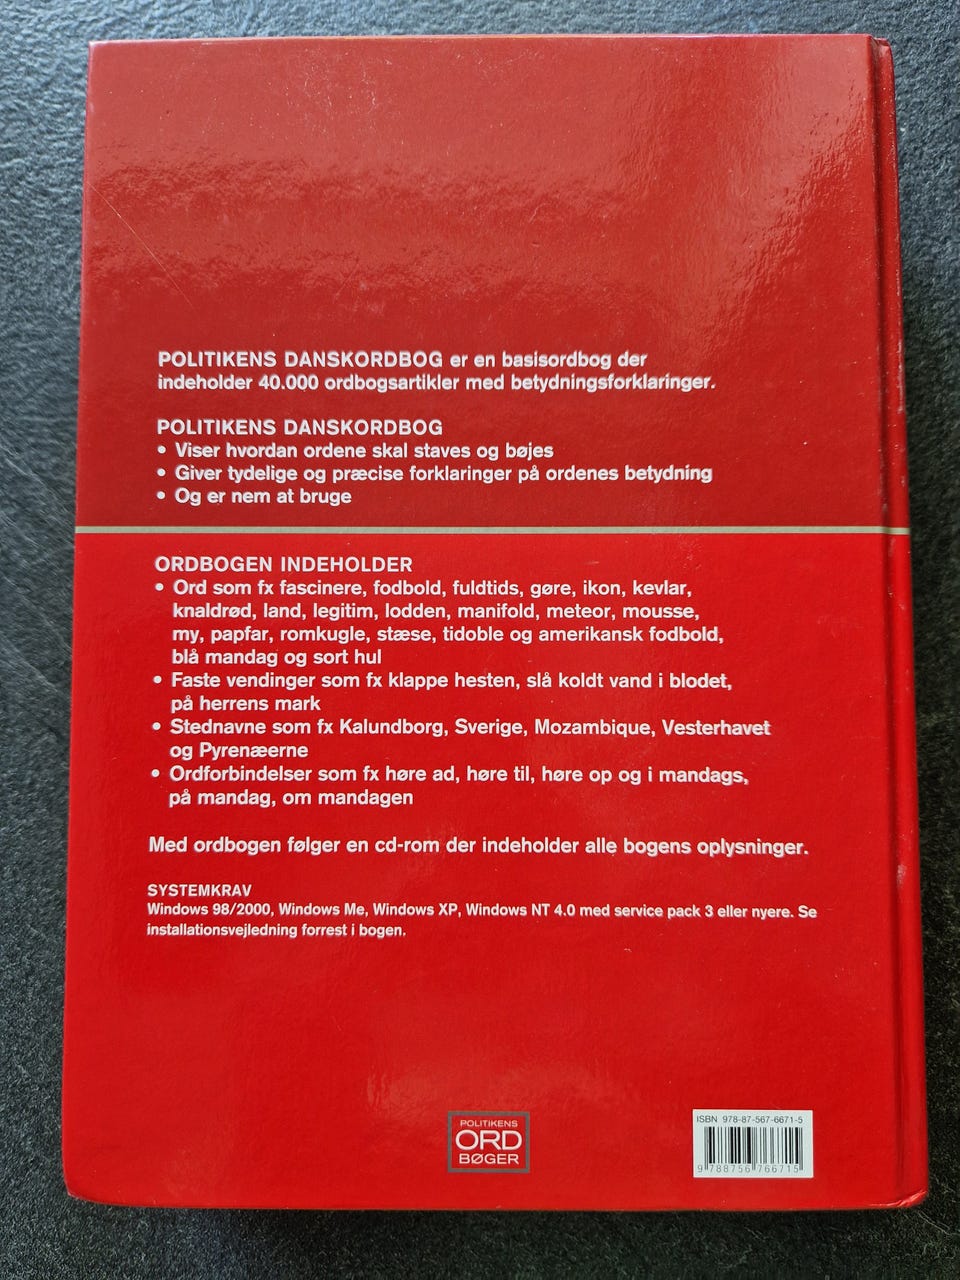 POLITIKENS DANSKORDBOG er en basisordbog der
indeholder 40.000 ordbogsartikler med betydningsforklaringer.
POLITIKENS DANSKORDBOG
• Viser hvordan ordene skal staves og bøjes
• Giver tydelige og præcise forklaringer på ordenes betydning
• Og er nem at bruge
ORDBOGEN INDEHOLDER
• Ord som fx fascinere, fodbold, fuldtids, gøre, ikon, kevlar,
knaldrød, land, legitim, lodden, manifold, meteor, mousse,
my, papfar, romkugle, stæse, tidoble og amerikansk fodbold,
blå mandag og sort hul
• Faste vendinger som fx klappe hesten, slå koldt vand i blodet,
på herrens mark
• Stednavne som fx Kalundborg, Sverige, Mozambique, Vesterhavet
og Pyrenæerne
• Ordforbindelser som fx høre ad, høre til, høre op og i mandags,
på mandag, om mandagen
Med ordbogen følger en cd-rom der indeholder alle bogens oplysninger.
SYSTEMKRAV
Windows 98/2000, Windows Me, Windows XP, Windows NT 4.0 med service pack 3 eller nyere. Se
installationsvejledning forrest i bogen.
POLITIKENS
ORD
BØGER
ISBN 978-87-567-6671-5
9 788756 766715